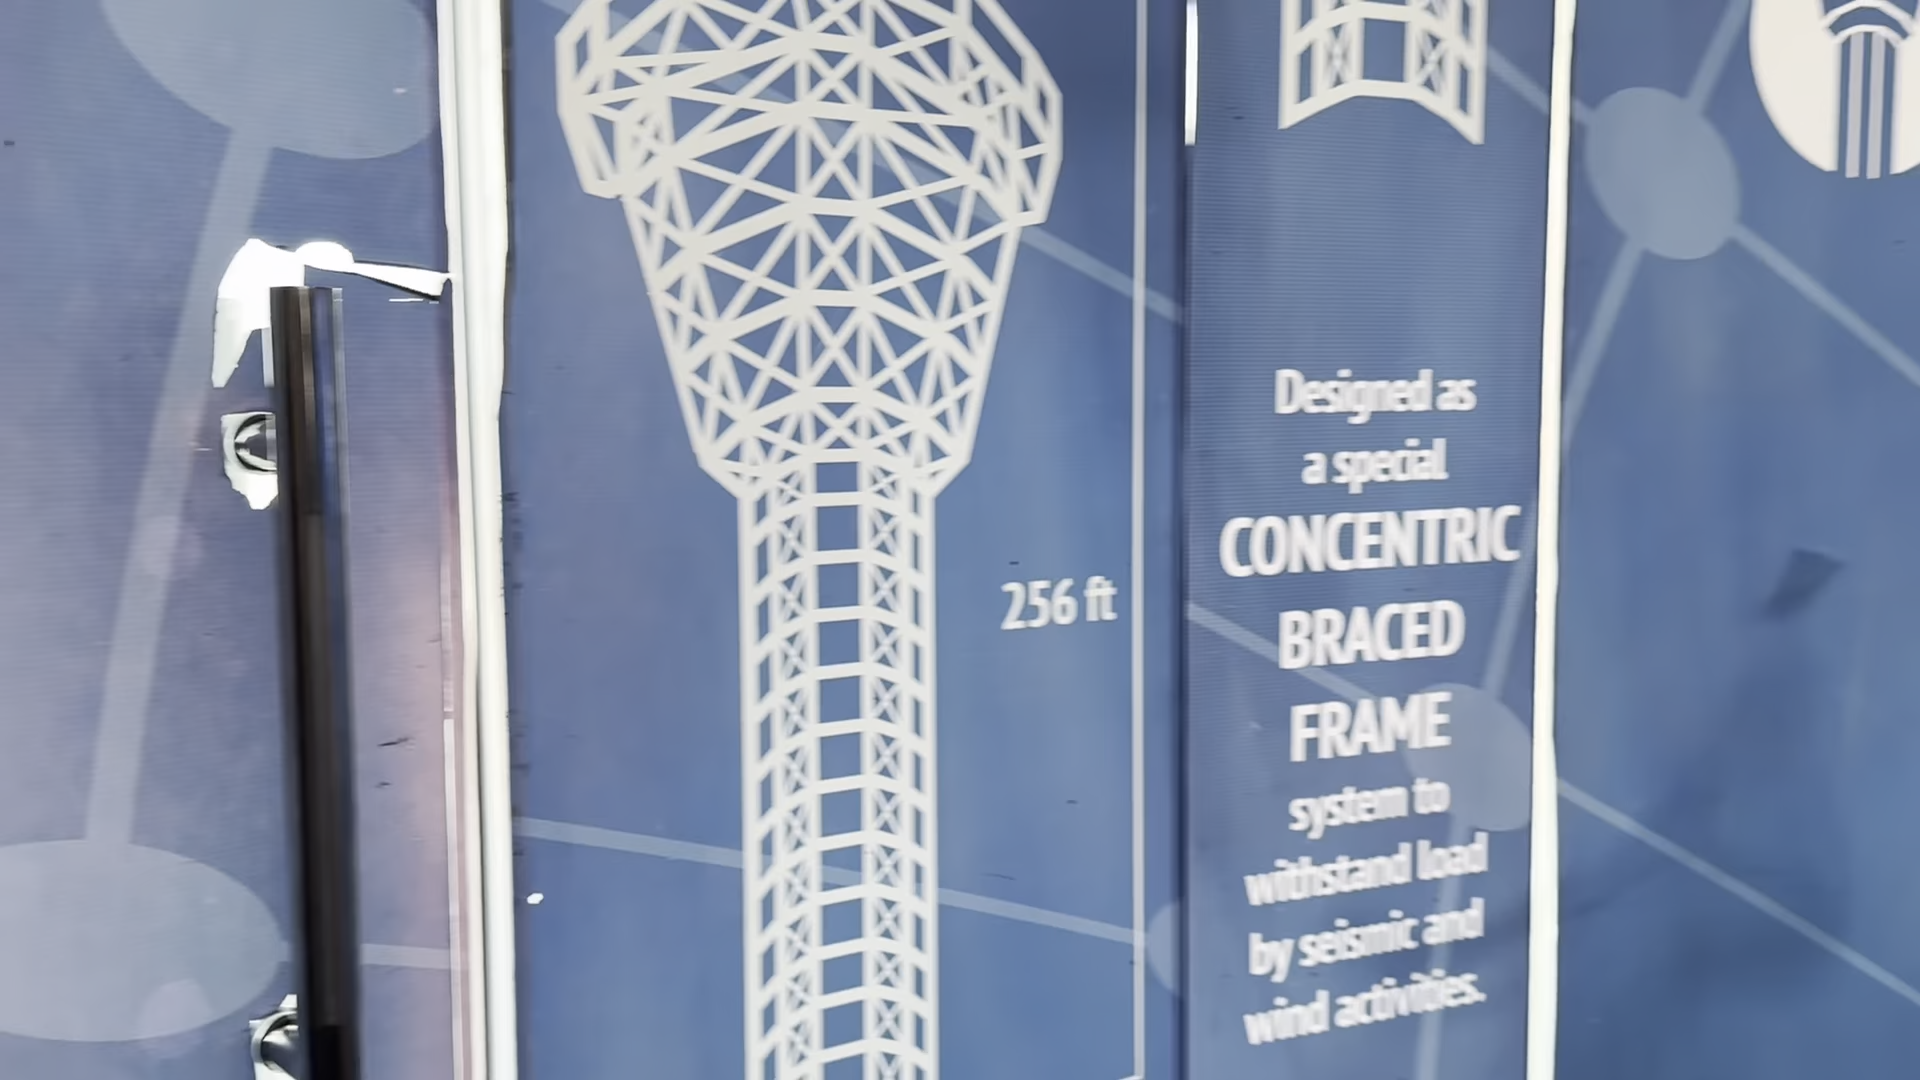 256 ft
Designed as
a special
CONCENTRIC
BRACED
FRAME
system to
withstand load
by seismic and
wind activities.